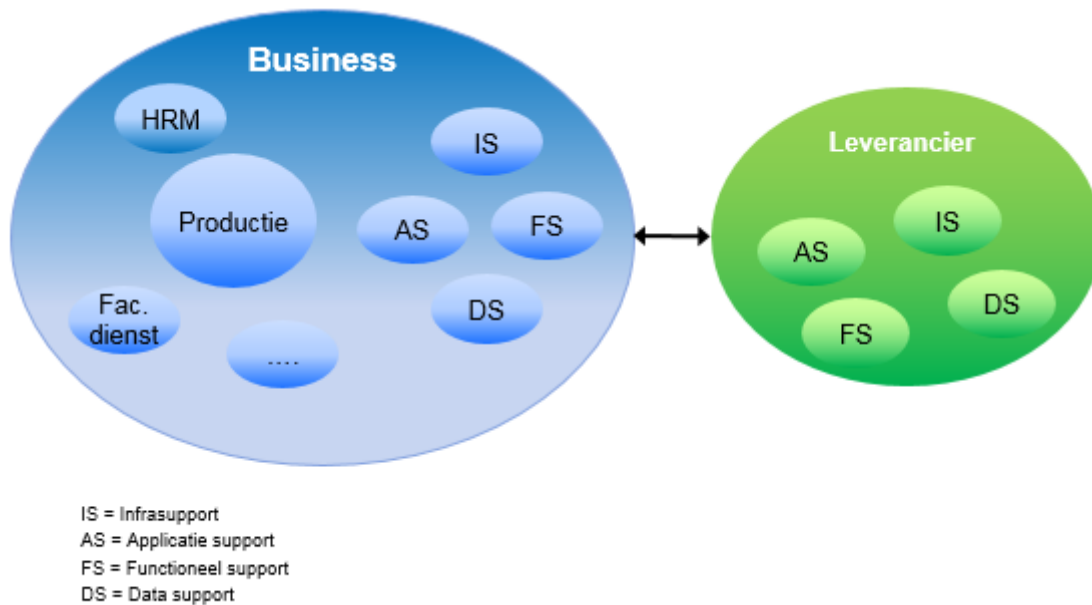 Business
HRM
IS
Productie
AS
FS
Fac.
dienst
DS
....
Leverancier
IS
AS
DS
FS
IS = Infrasupport
AS = Applicatie support
FS = Functioneel support
DS = Data support